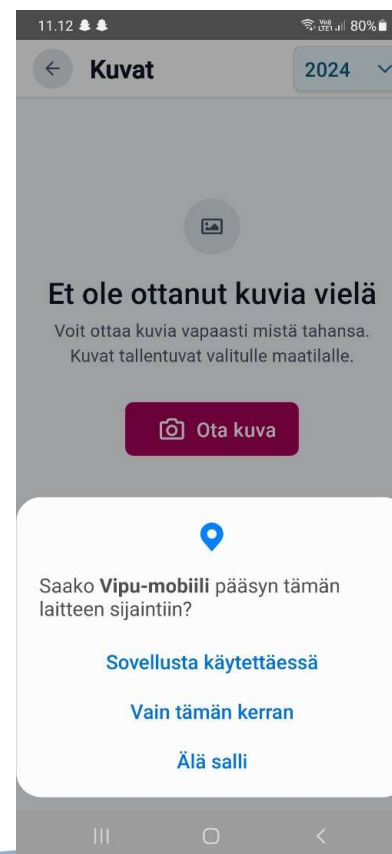 11.12 80%
Kuvat 2024
Et ole ottanut kuvia vielä
Voit ottaa kuvia vapaasti mistä tahansa.
Kuvat tallentuvat valitulle maatilalle.
Ota kuva
Saako Vipu-mobiili pääsyn tämän
laitteen sijaintiin?
Sovellusta käytettäessä
Vain tämän kerran
Älä salli